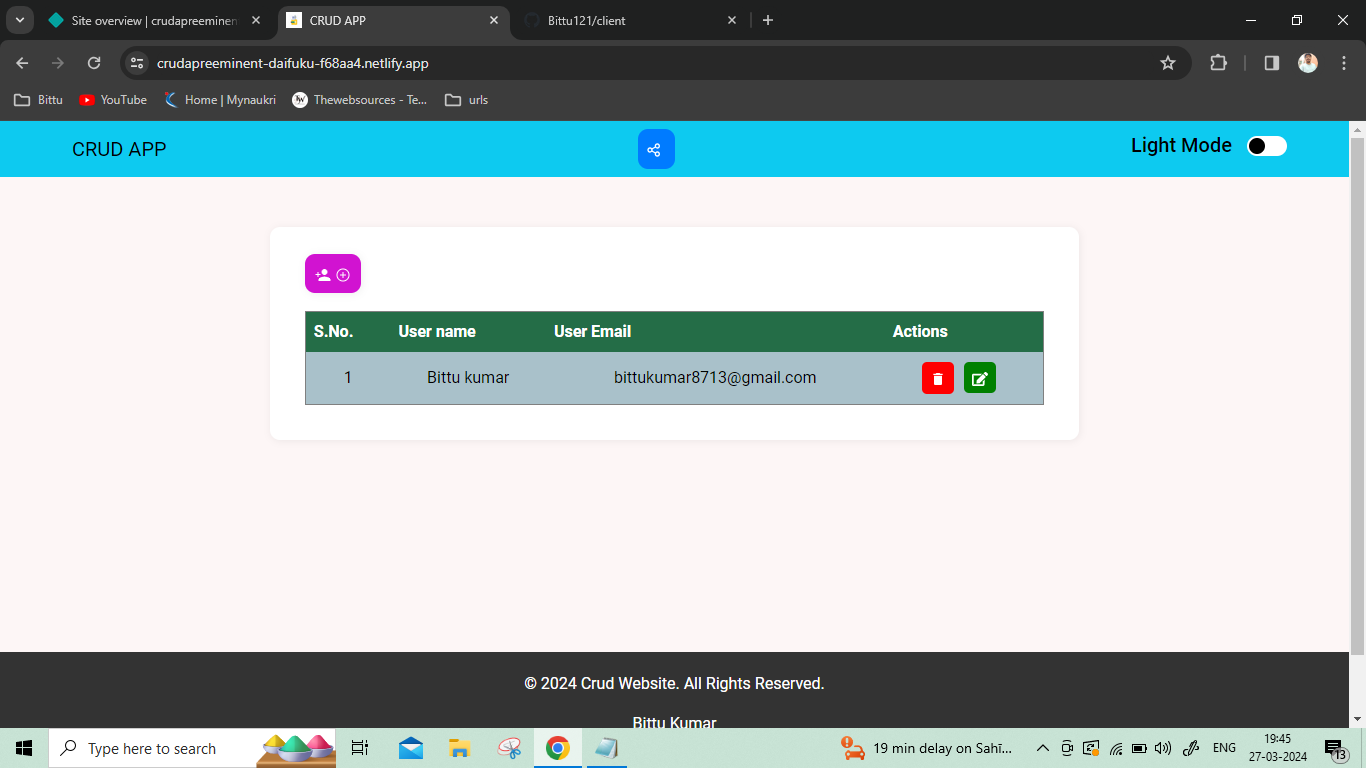 Site overview | crudapreeminen
CRUD APP
Bittu121/client
crudapreeminent-daifuku-f68aa4.netlify.app
Bittu
YouTube
Home | Mynaukri
Thewebsources - Te...
urls
CRUD APP
Light Mode
S.No.
User name
User Email
Actions
1
Bittu kumar
bittukumar8713@gmail.com
© 2024 Crud Website. All Rights Reserved.
Bittu Kumar
Type here to search
19 min delay on Sahī...
ENG
19:45
27-03-2024
13